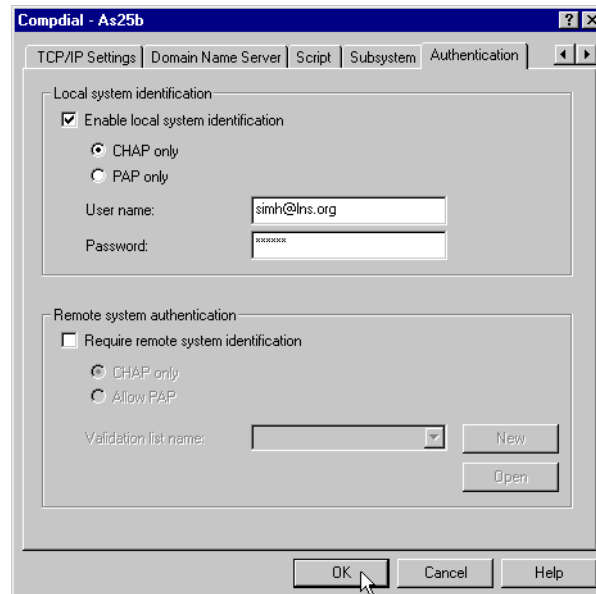 Compdial - As25b
TCP/IP Settings Domain Name Server Script Subsystem Authentication
Local system identification
Enable local system identification
CHAP only
PAP only
User name: simh@lns.org
Password: ******
Remote system authentication
Require remote system identification
CHAP only
Allow PAP
Validation list name: New
Open
OK Cancel Help